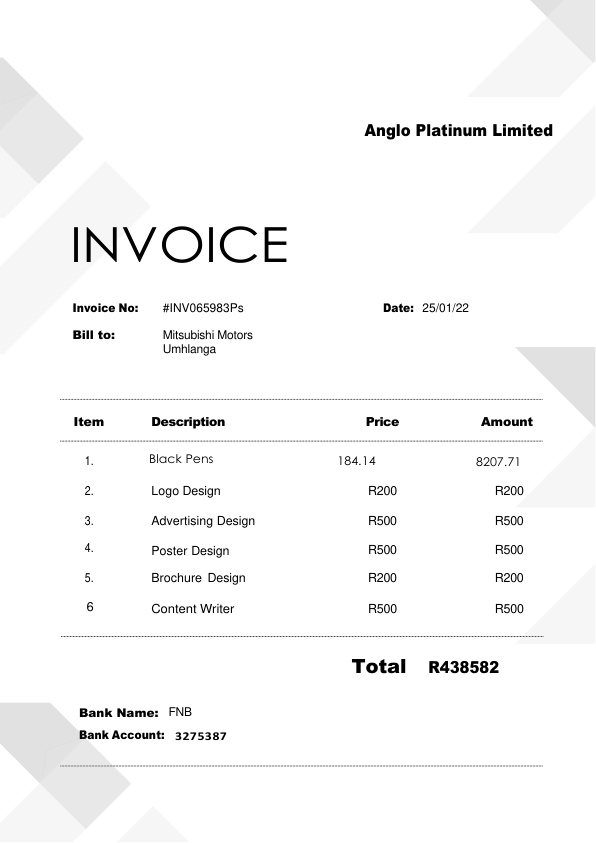 Anglo Platinum Limited
INVOICE
Invoice No: #INV065983Ps Date: 25/01/22
Bill to: Mitsubishi Motors
Umhlanga
Item Description Price Amount
1. Black Pens 184.14 8207.71
2. Logo Design R200 R200
3. Advertising Design R500 R500
4. Poster Design R500 R500
5. Brochure Design R200 R200
6 Content Writer R500 R500
Total R438582
Bank Name: FNB
Bank Account: 3275387